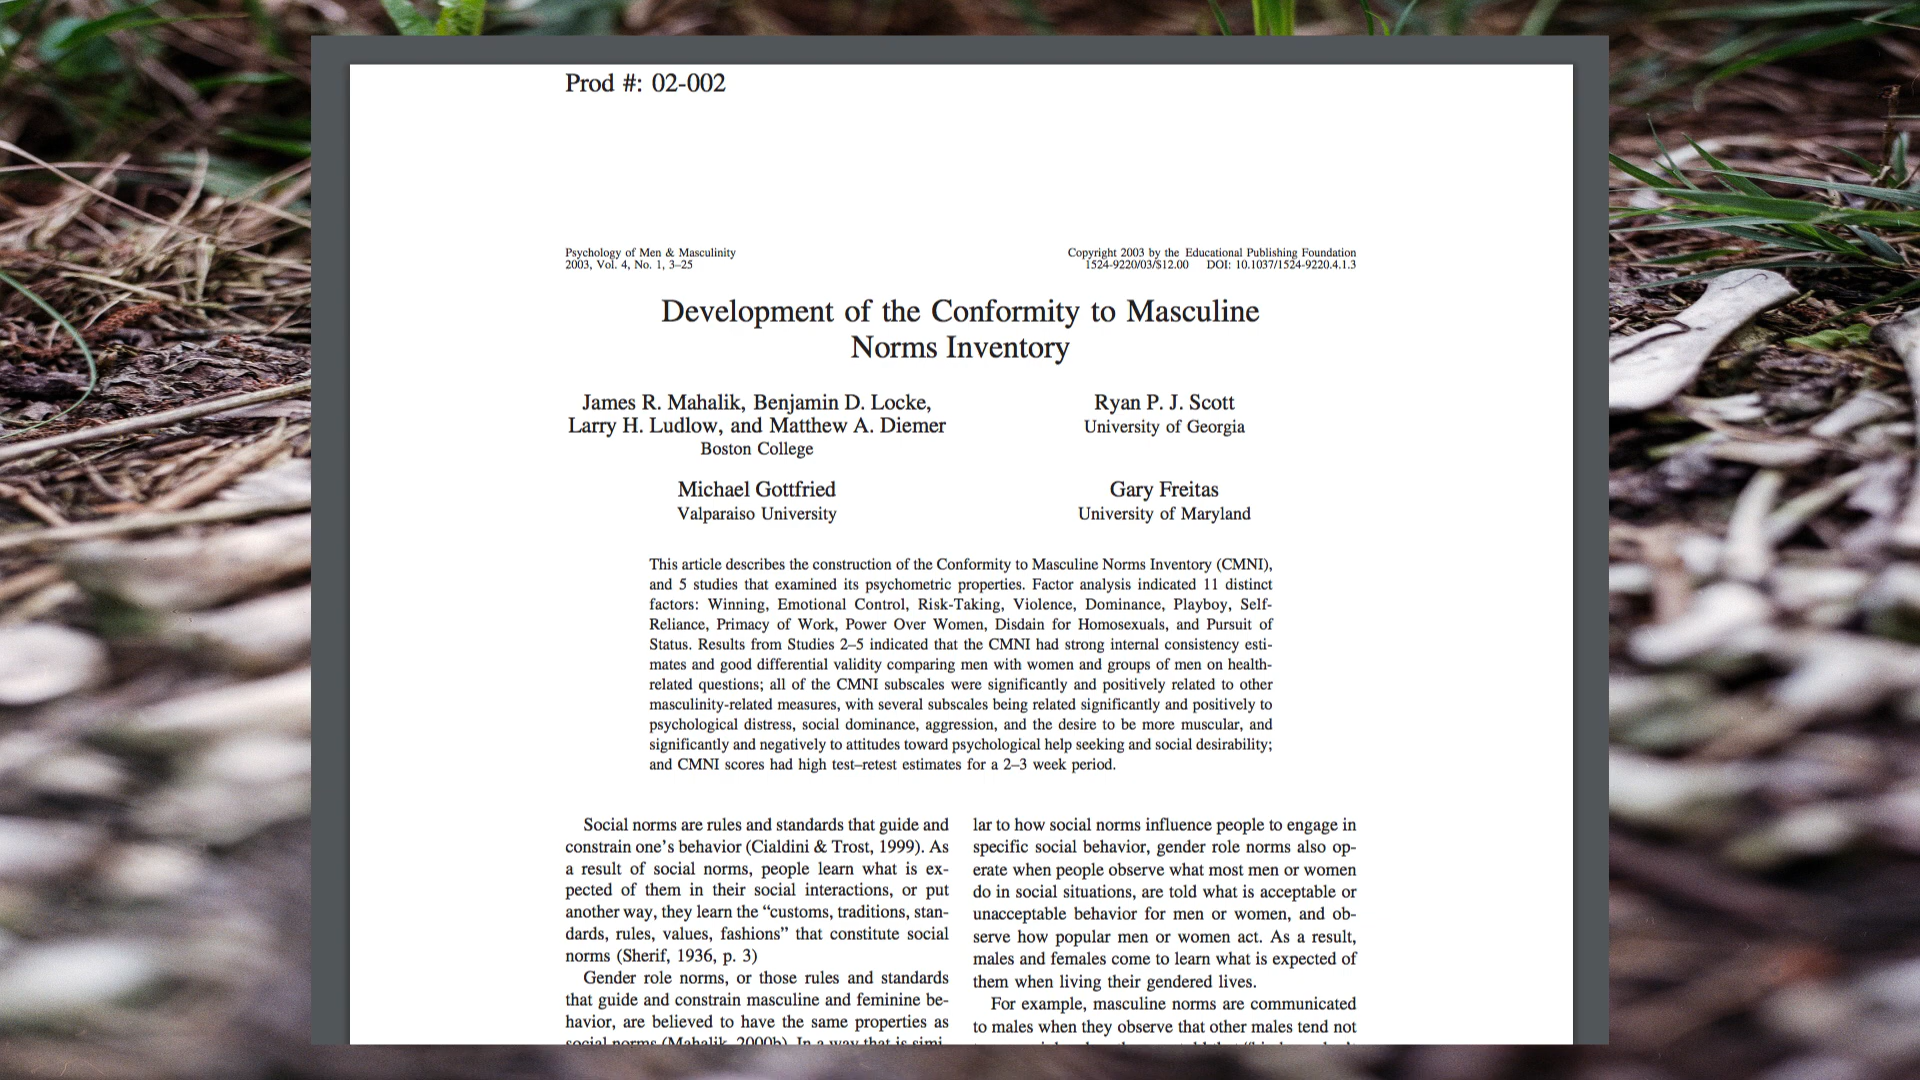 Prod #: 02-002
Psychology of Men & Masculinity
2003, Vol. 4, No. 1, 3–25
Copyright 2003 by the Educational Publishing Foundation
1524-9220/03/$12.00 DOI: 10.1037/1524-9220.4.1.3
Development of the Conformity to Masculine
Norms Inventory
James R. Mahalik, Benjamin D. Locke,
Larry H. Ludlow, and Matthew A. Diemer
Boston College
Ryan P. J. Scott
University of Georgia
Michael Gottfried
Valparaiso University
Gary Freitas
University of Maryland
This article describes the construction of the Conformity to Masculine Norms Inventory (CMNI),
and 5 studies that examined its psychometric properties. Factor analysis indicated 11 distinct
factors: Winning, Emotional Control, Risk-Taking, Violence, Dominance, Playboy, Self-
Reliance, Primacy of Work, Power Over Women, Disdain for Homosexuals, and Pursuit of
Status. Results from Studies 2–5 indicated that the CMNI had strong internal consistency esti-
mates and good differential validity comparing men with women and groups of men on health-
related questions; all of the CMNI subscales were significantly and positively related to other
masculinity-related measures, with several subscales being related significantly and positively to
psychological distress, social dominance, aggression, and the desire to be more muscular, and
significantly and negatively to attitudes toward psychological help seeking and social desirability;
and CMNI scores had high test–retest estimates for a 2–3 week period.
Social norms are rules and standards that guide and
constrain one's behavior (Cialdini & Trost, 1999). As
a result of social norms, people learn what is ex-
pected of them in their social interactions, or put
another way, they learn the “customs, traditions, stan-
dards, rules, values, fashions” that constitute social
norms (Sherif, 1936, p. 3)
Gender role norms, or those rules and standards
that guide and constrain masculine and feminine be-
havior, are believed to have the same properties as
social norms (Mahalik, 2000b). In a way that is simi-
lar to how social norms influence people to engage in
specific social behavior, gender role norms also op-
erate when people observe what most men or women
do in social situations, are told what is acceptable or
unacceptable behavior for men or women, and ob-
serve how popular men or women act. As a result,
males and females come to learn what is expected of
them when living their gendered lives.
For example, masculine norms are communicated
to males when they observe that other males tend not